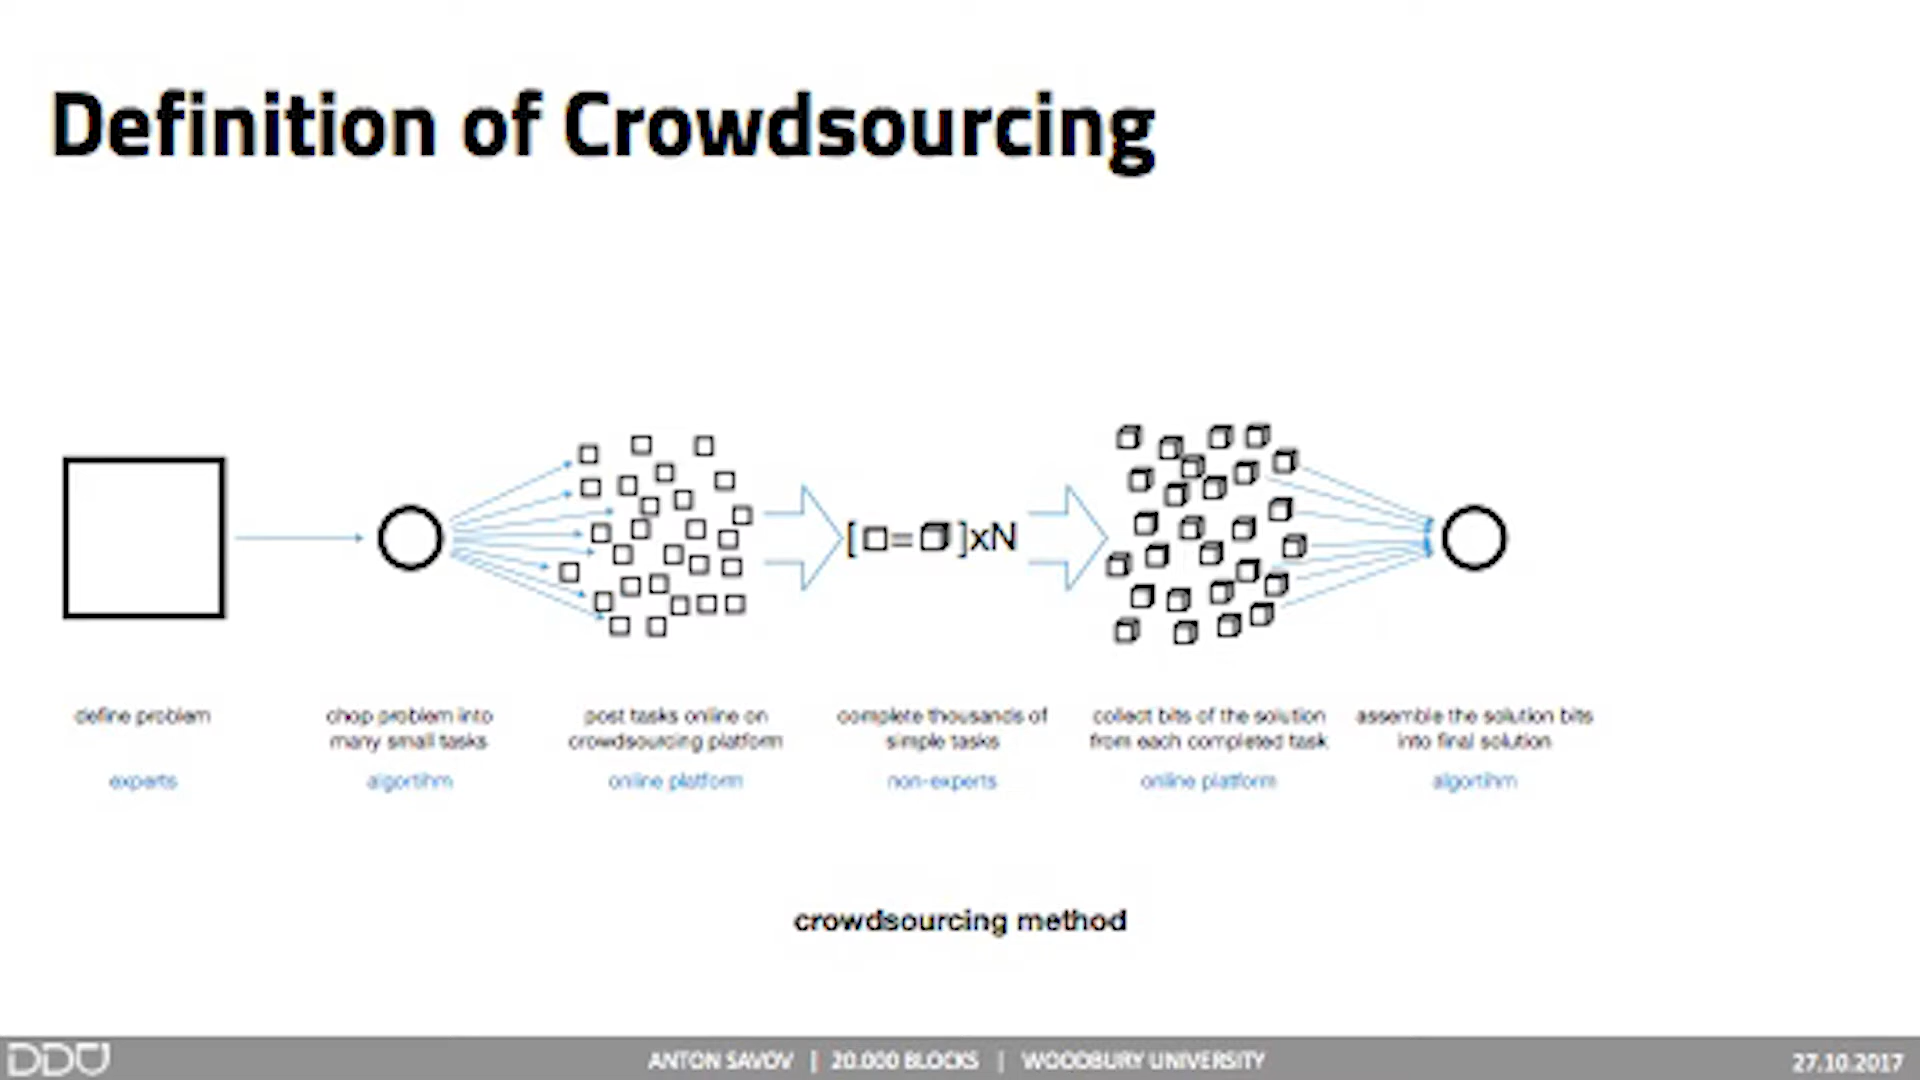 Definition of Crowdsourcing
[□=❒]xN
define problem
experts
chop problem into
many small tasks
algortihm
post tasks online on
crowdsourcing platform
online platform
complete thousands of
simple tasks
non-experts
collect bits of the solution
from each completed task
online platform
assemble the solution bits
into final solution
algortihm
crowdsourcing method
DDU
ANTON SAVOV | 20.000 BLOCKS | WOODBURY UNIVERSITY
27.10.2017